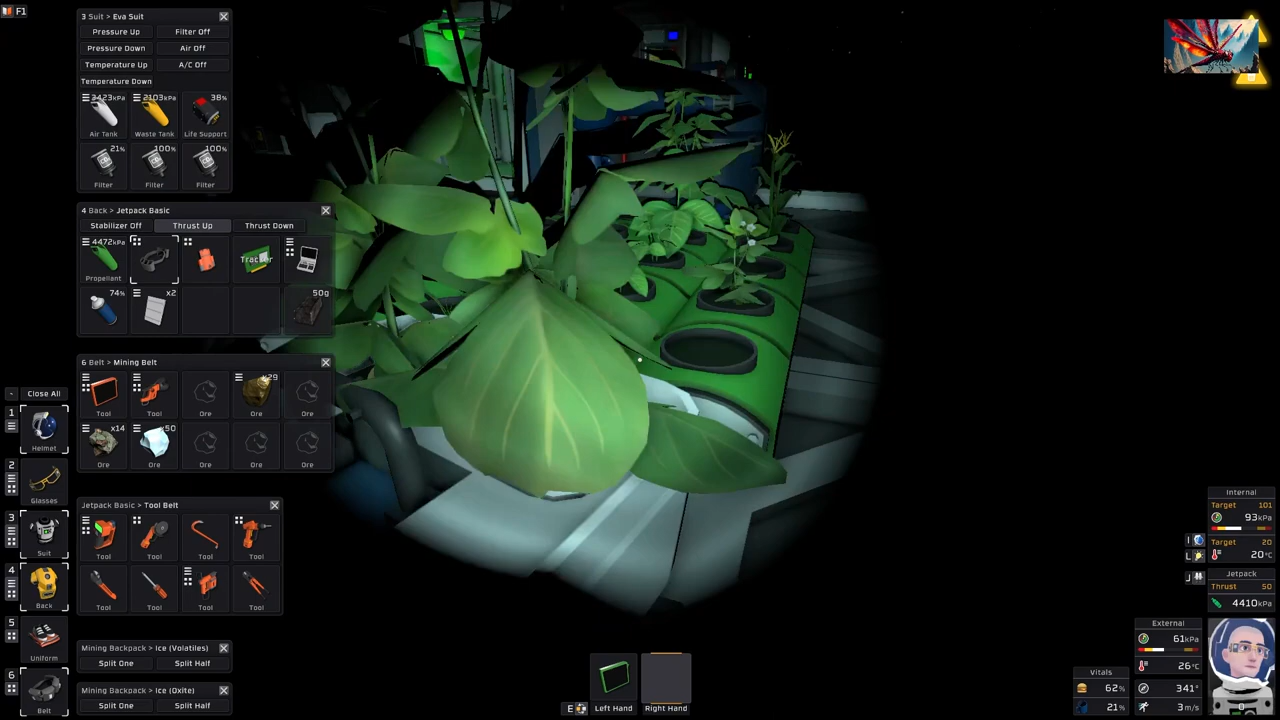 F1
3 Suit > Eva Suit
Pressure Up
Filter Off
Pressure Down
Air Off
Temperature Up
A/C Off
Temperature Down
2103kPa
38%
Air Tank
Waste Tank
Life Support
21%
100%
100%
Filter
Filter
Filter
4 Back > Jetpack Basic
Stabilizer Off
Thrust Up
Thrust Down
4472kPa
Propellant
74%
x2
50g
6 Belt > Mining Belt
x29
Tool
Tool
Ore
Ore
Ore
x14
x50
Ore
Ore
Ore
Ore
Ore
Jetpack Basic > Tool Belt
Tool
Tool
Tool
Tool
Tool
Tool
Tool
Tool
Mining Backpack > Ice (Volatiles)
Split One
Split Half
Mining Backpack > Ice (Oxite)
Split One
Split Half
-
Close All
1
Helmet
2
Glasses
3
Suit
4
Back
5
Uniform
6
Belt
E
Left Hand
Right Hand
Internal
Target 101
93kPa
Target 20
20°C
I
L
J
Jetpack
Thrust 50
4410kPa
External
61kPa
26°C
341°
3m/s
Vitals
62%
21%
0